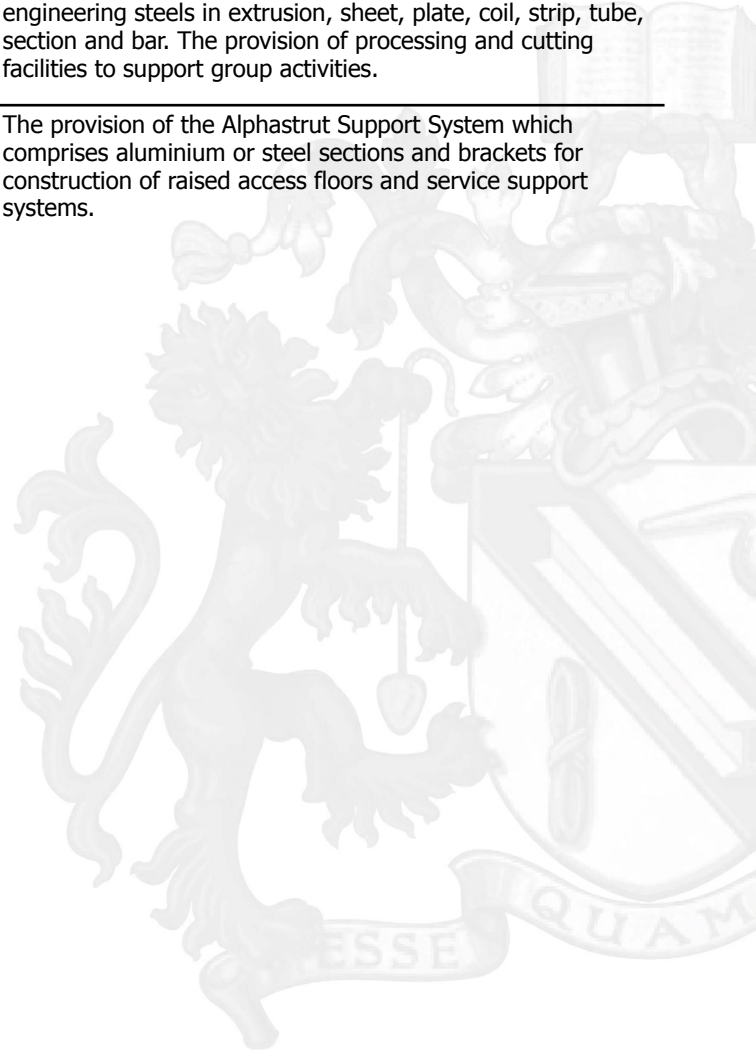 engineering steels in extrusion, sheet, plate, coil, strip, tube,
section and bar. The provision of processing and cutting
facilities to support group activities.
The provision of the Alphastrut Support System which
comprises aluminium or steel sections and brackets for
construction of raised access floors and service support
systems.
ESSE QUAM